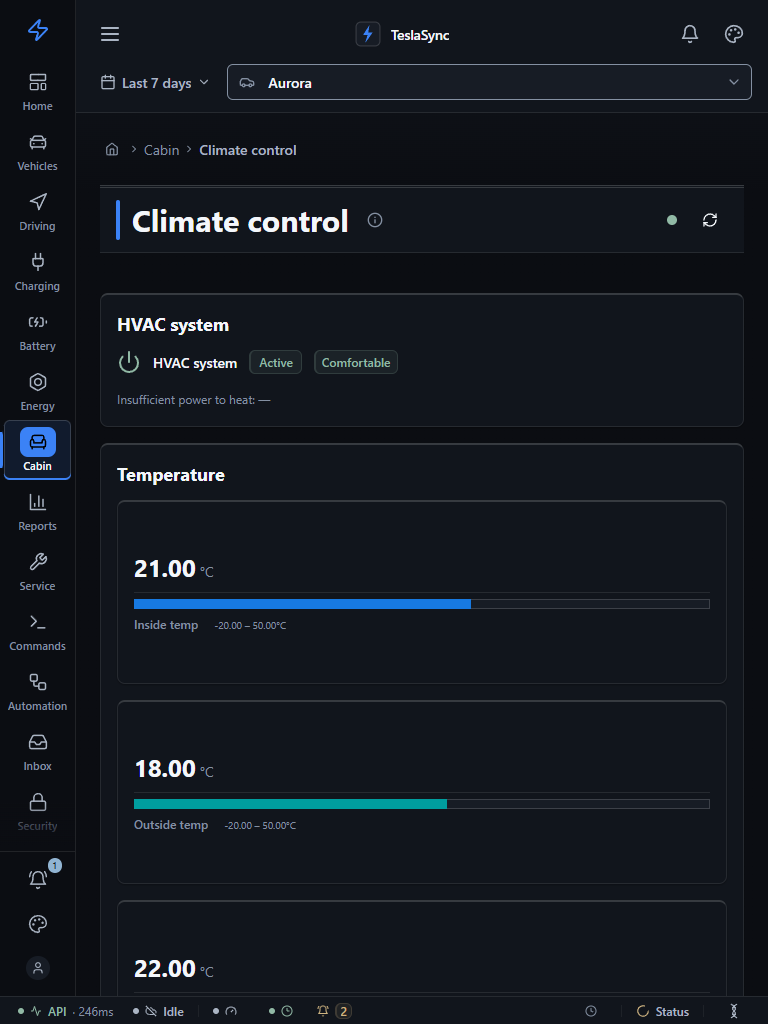 TeslaSync
Last 7 days
Aurora
Home
Vehicles
Driving
Charging
Battery
Energy
Cabin
Reports
Service
Commands
Automation
Inbox
Security
1
Cabin
Climate control
Climate control
HVAC system
HVAC system
Active
Comfortable
Insufficient power to heat: —
Temperature
21.00 °C
Inside temp -20.00 – 50.00°C
18.00 °C
Outside temp -20.00 – 50.00°C
22.00 °C
API · 246ms
Idle
2
Status